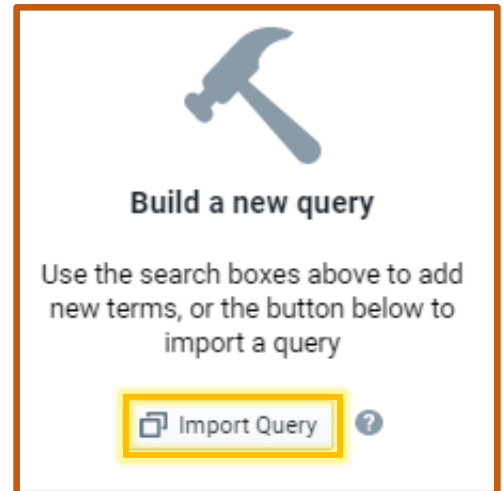 Build a new query
Use the search boxes above to add
new terms, or the button below to
import a query
Import Query ?